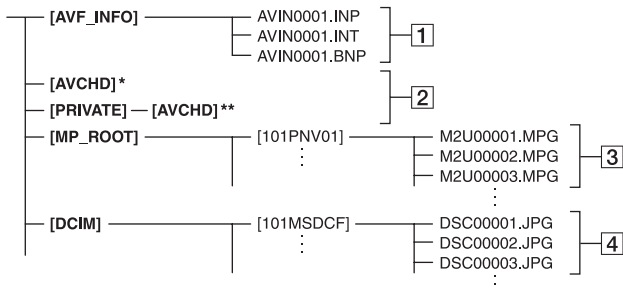 [AVF_INFO] AVIN0001.INP
AVIN0001.INT 1
AVIN0001.BNP
[AVCHD]* 2
[PRIVATE] [AVCHD]**
[MP_ROOT] [101PNV01] M2U00001.MPG
M2U00002.MPG 3
M2U00003.MPG
[DCIM] [101MSDCF] DSC00001.JPG
DSC00002.JPG 4
DSC00003.JPG